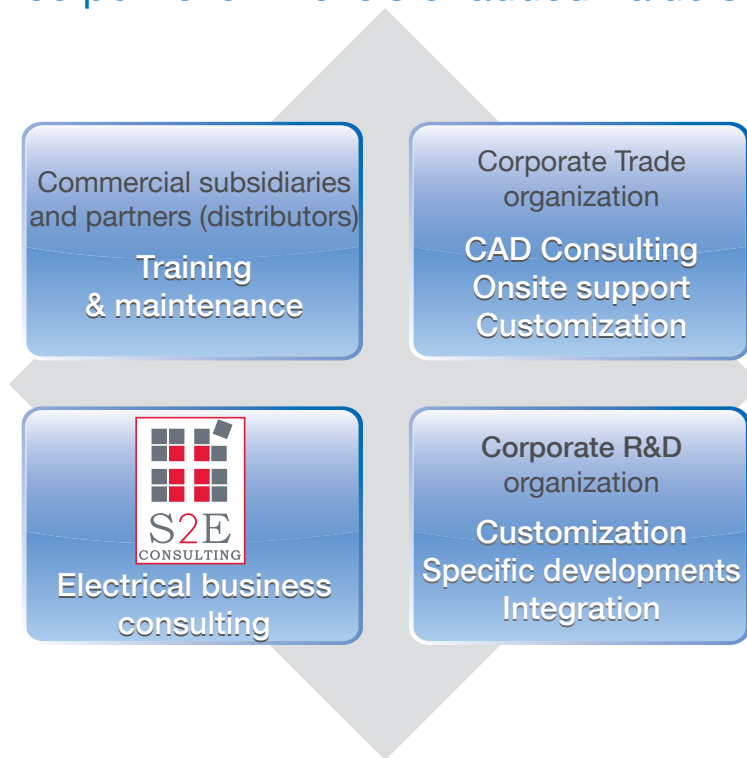 Commercial subsidiaries
and partners (distributors)
Training
& maintenance
Corporate Trade
organization
CAD Consulting
Onsite support
Customization
S2E
CONSULTING
Electrical business
consulting
Corporate R&D
organization
Customization
Specific developments
Integration